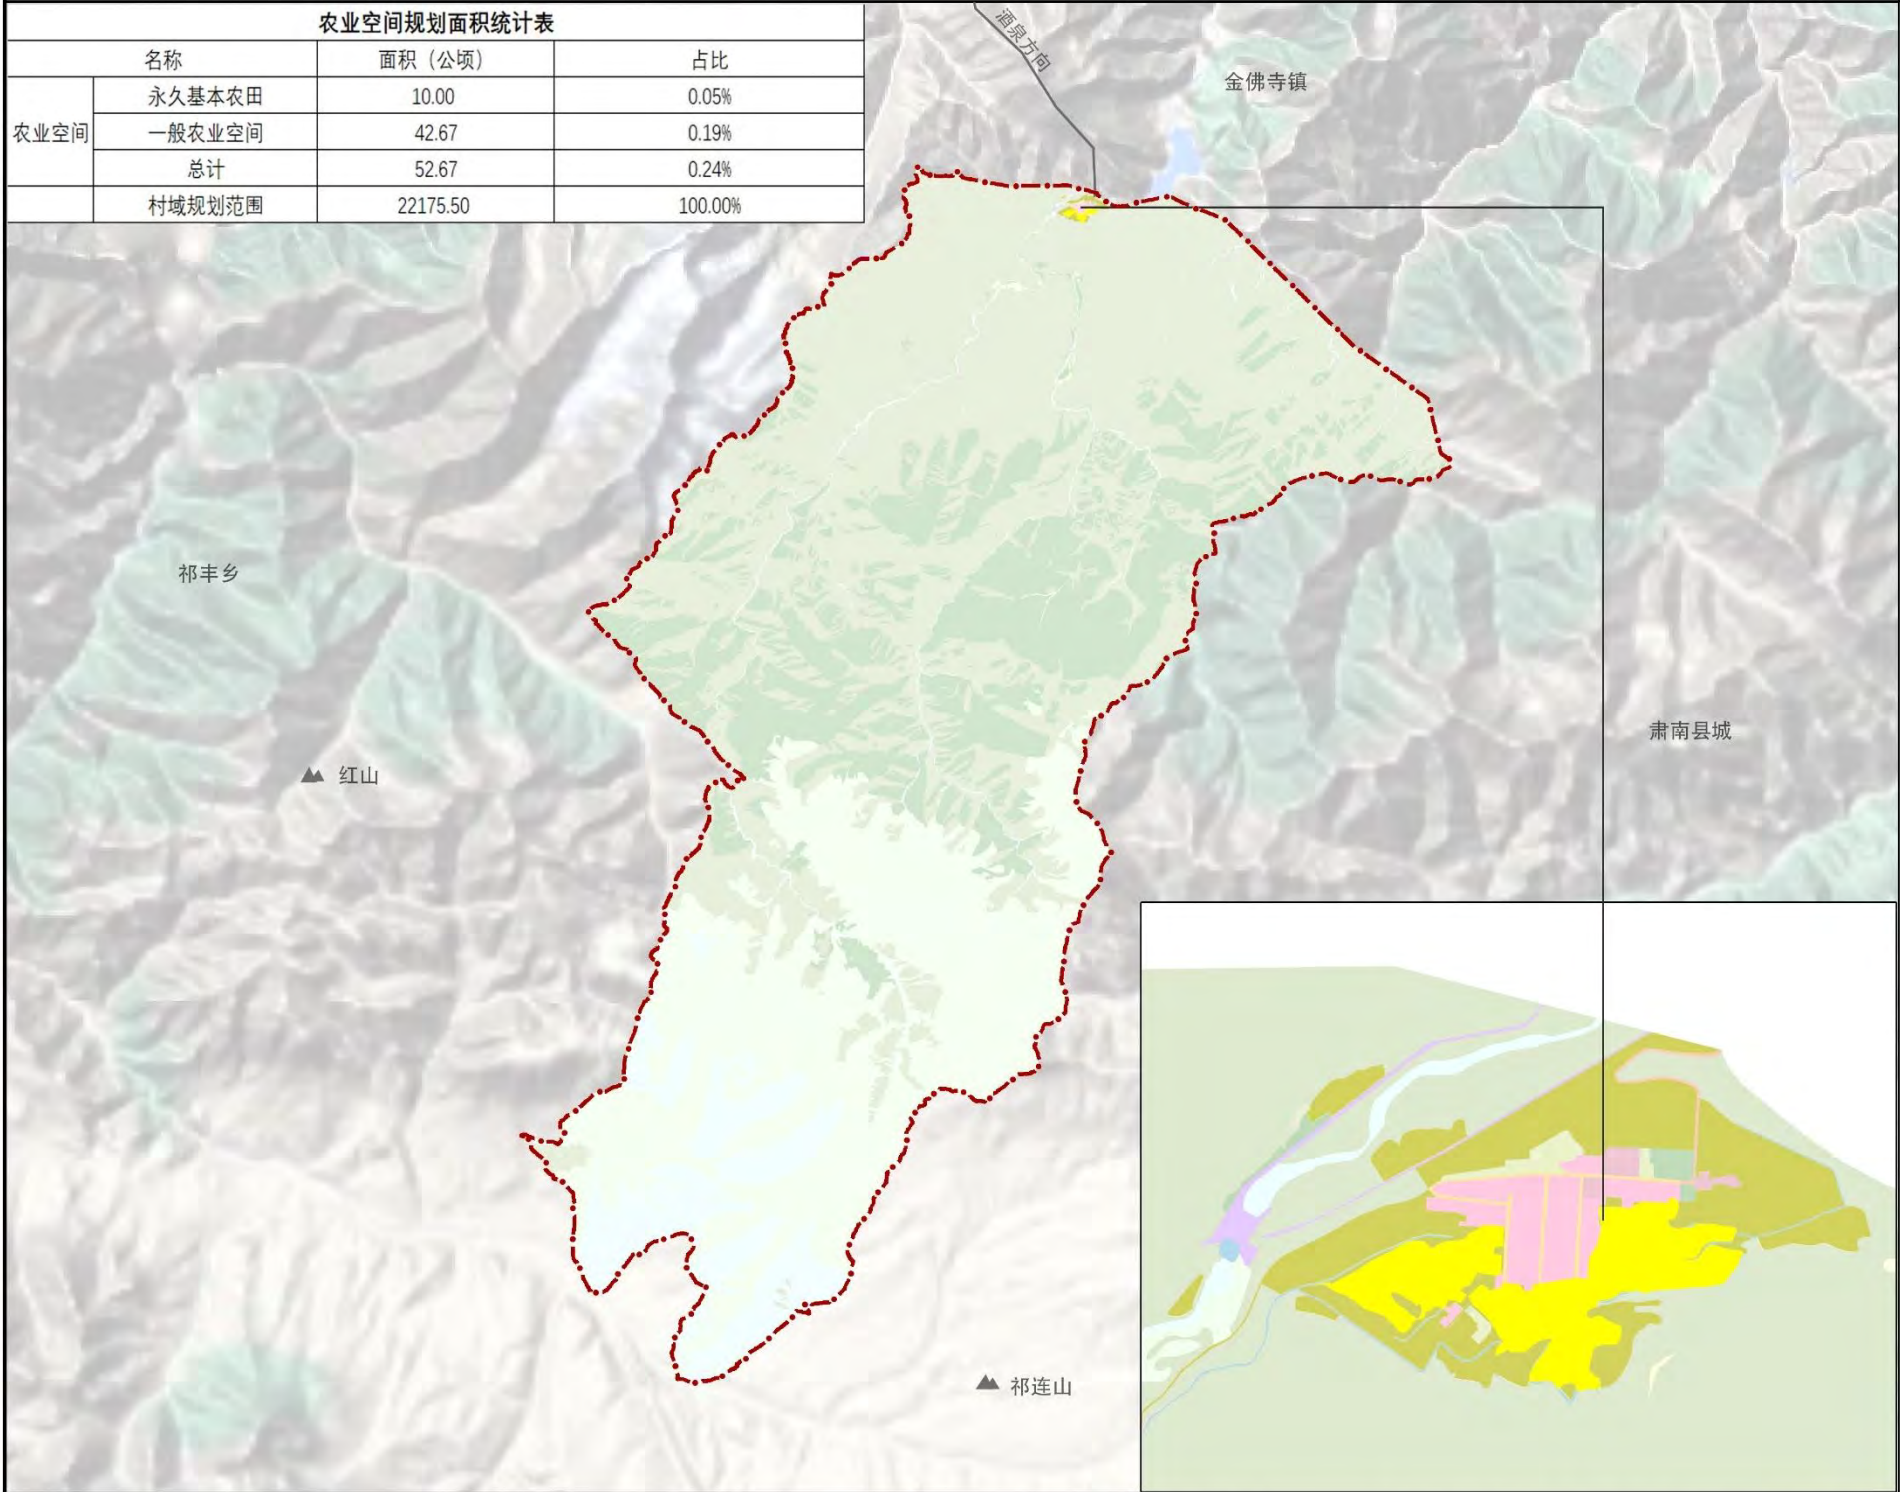 农业空间规划面积统计表
名称 面积（公顷） 占比
农业空间 永久基本农田 10.00 0.05%
一般农业空间 42.67 0.19%
总计 52.67 0.24%
村域规划范围 22175.50 100.00%
酒泉方向
金佛寺镇
祁丰乡
肃南县城
红山
祁连山